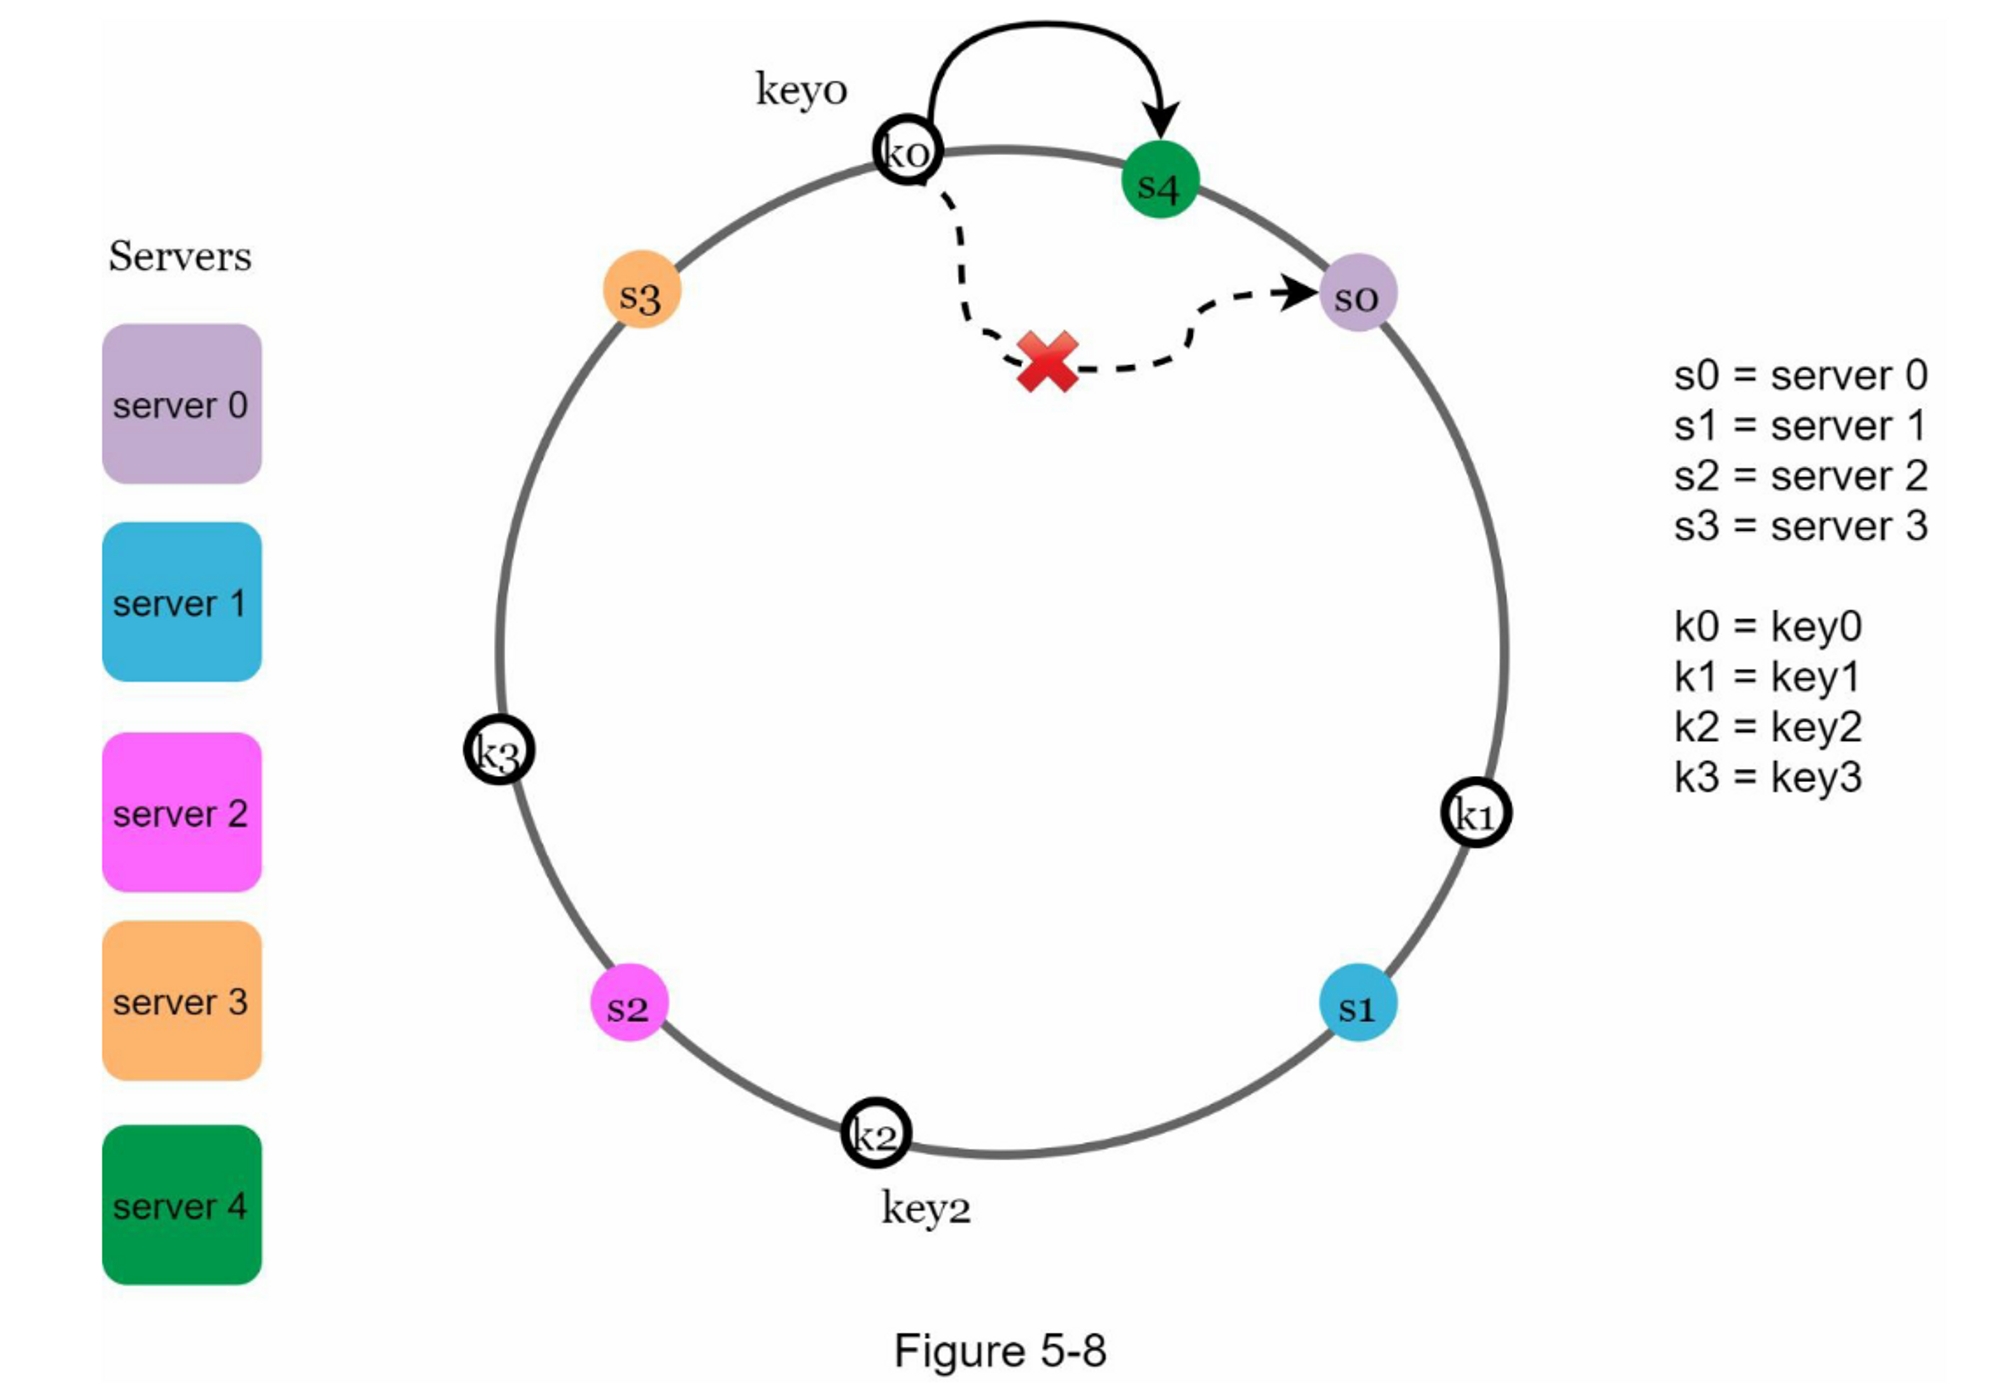 key0
k0
s4
Servers
s3
s0
server 0
s0 = server 0
s1 = server 1
s2 = server 2
s3 = server 3
server 1
k0 = key0
k1 = key1
k2 = key2
k3 = key3
k3
k1
server 2
server 3
s2
s1
k2
key2
server 4
Figure 5-8